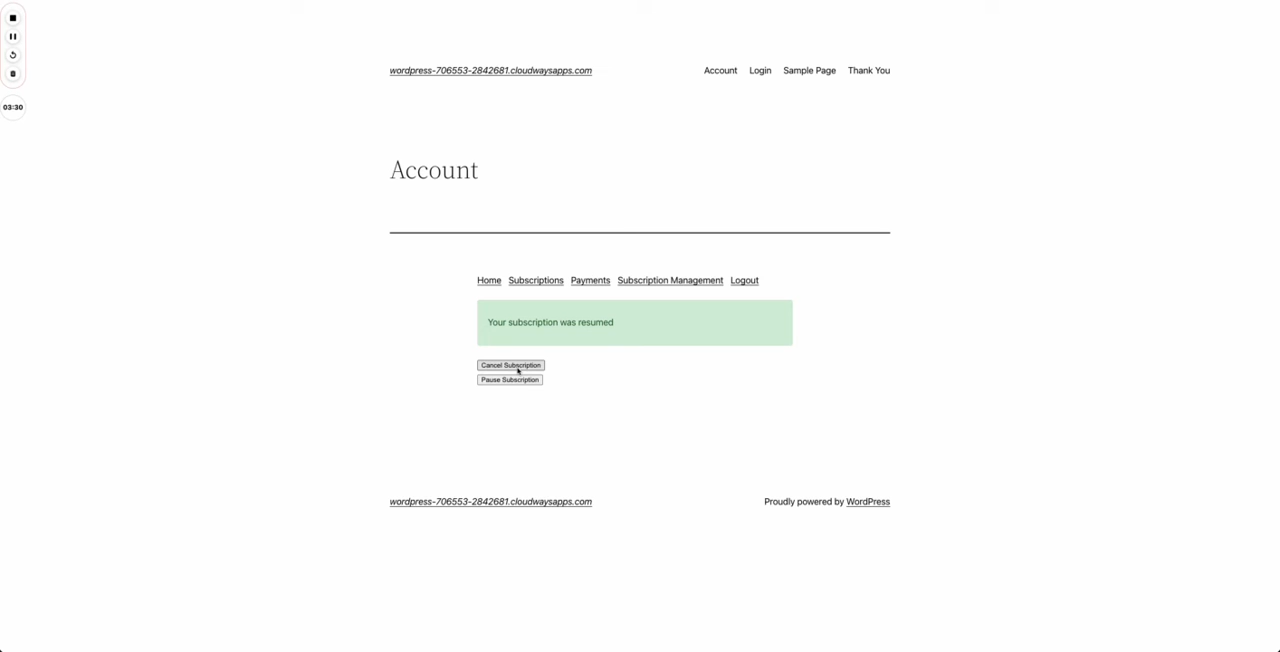 wordpress-706553-2842681.cloudwaysapps.com Account Login Sample Page Thank You
03:30
Account
Home Subscriptions Payments Subscription Management Logout
Your subscription was resumed
Cancel Subscription
Pause Subscription
wordpress-706553-2842681.cloudwaysapps.com Proudly powered by WordPress